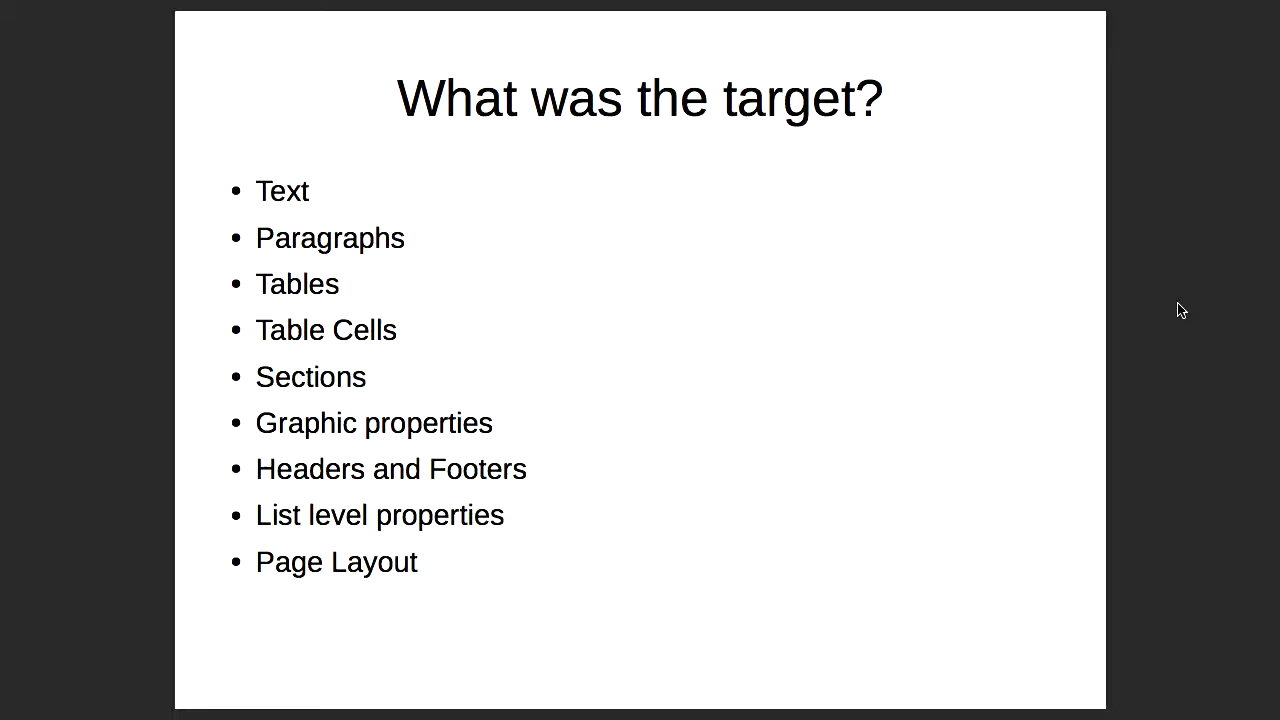 What was the target?
• Text
• Paragraphs
• Tables
• Table Cells
• Sections
• Graphic properties
• Headers and Footers
• List level properties
• Page Layout